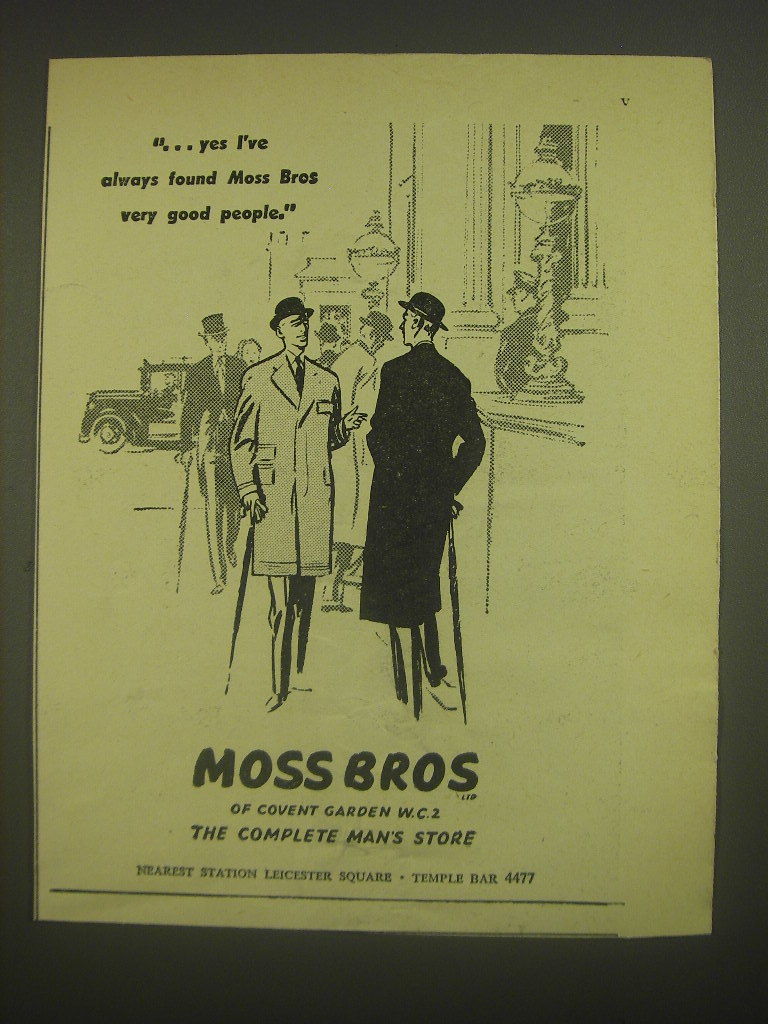 v
"... yes I've
always found Moss Bros
very good people."
MOSS BROS
LTD
OF COVENT GARDEN W.C.2
THE COMPLETE MAN'S STORE
NEAREST STATION LEICESTER SQUARE · TEMPLE BAR 4477